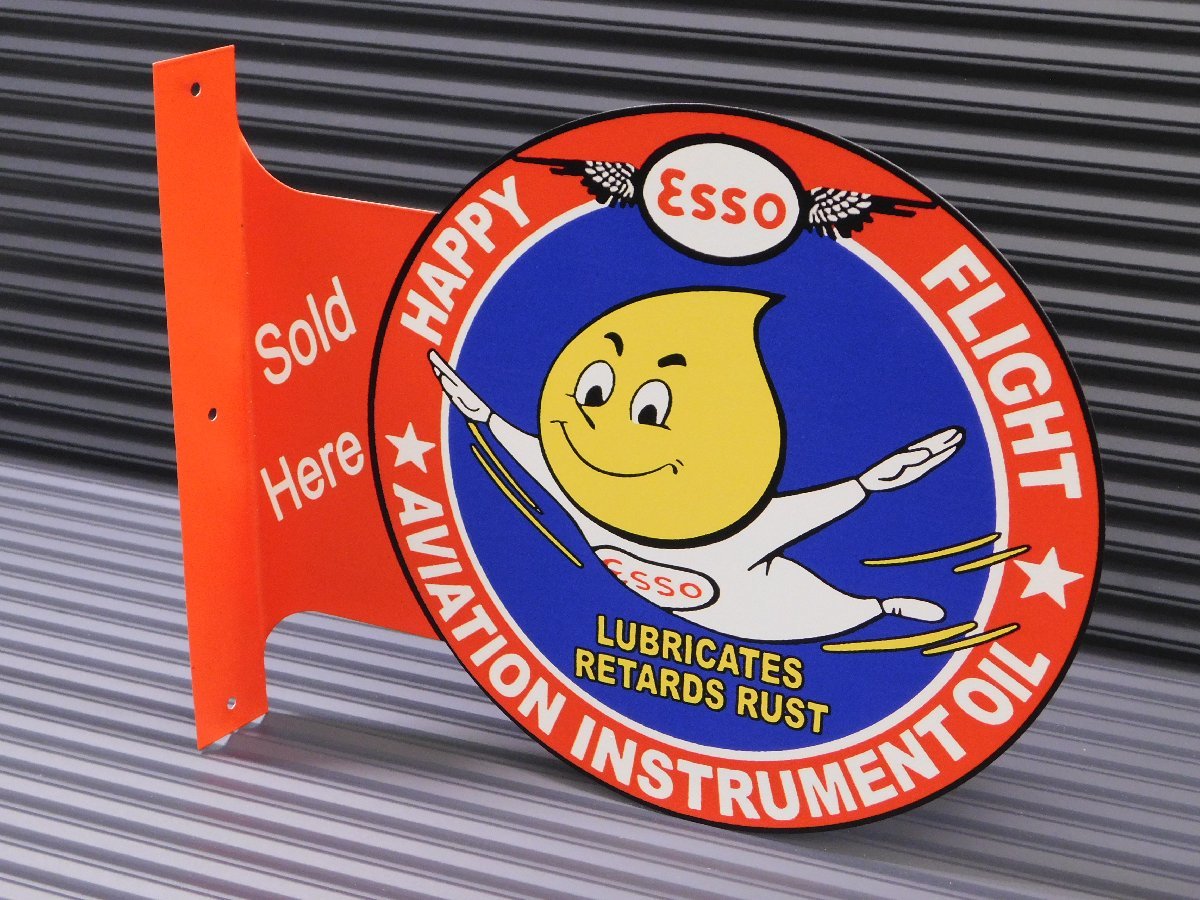 ESSO
HAPPY FLIGHT
Sold
Here
ESSO
LUBRICATES
RETARDS RUST
AVIATION INSTRUMENT OIL